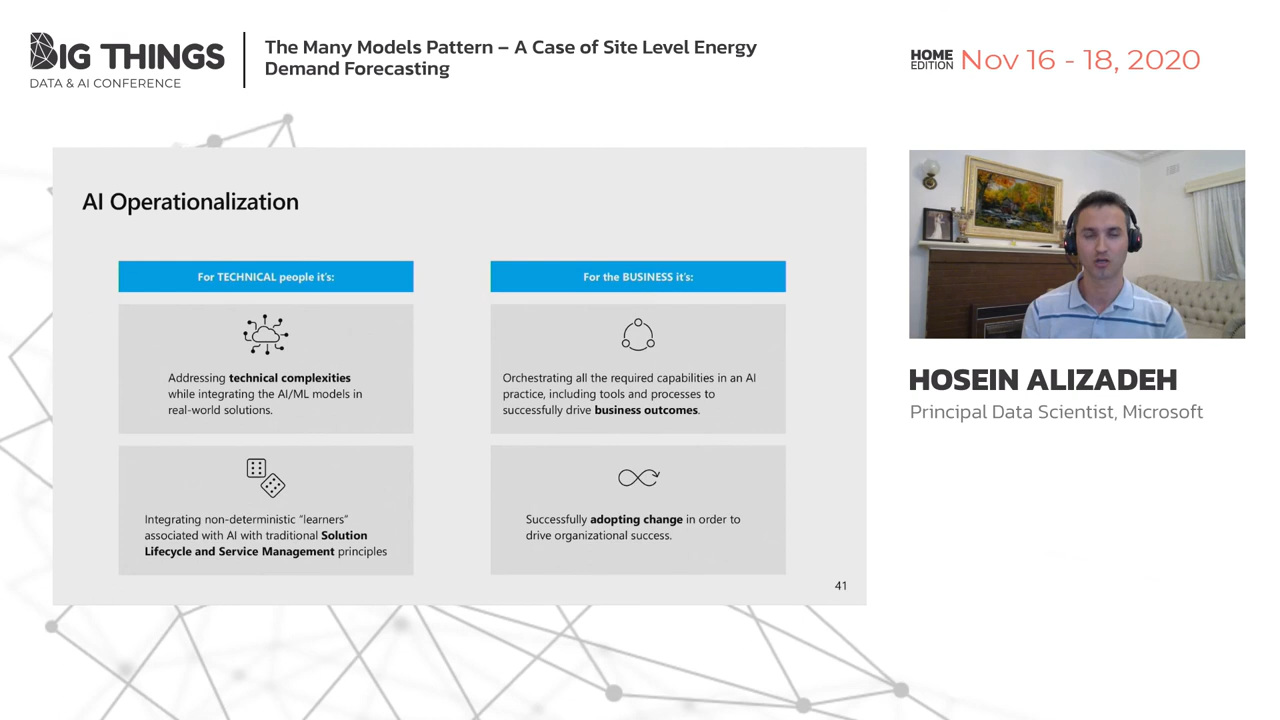 BIG THINGS
DATA & AI CONFERENCE
The Many Models Pattern – A Case of Site Level Energy
Demand Forecasting
HOME
EDITION
Nov 16 - 18, 2020
AI Operationalization
For TECHNICAL people it's:
Addressing technical complexities
while integrating the AI/ML models in
real-world solutions.
Integrating non-deterministic "learners"
associated with AI with traditional Solution
Lifecycle and Service Management principles
For the BUSINESS it's:
Orchestrating all the required capabilities in an AI
practice, including tools and processes to
successfully drive business outcomes.
Successfully adopting change in order to
drive organizational success.
41
HOSEIN ALIZADEH
Principal Data Scientist, Microsoft